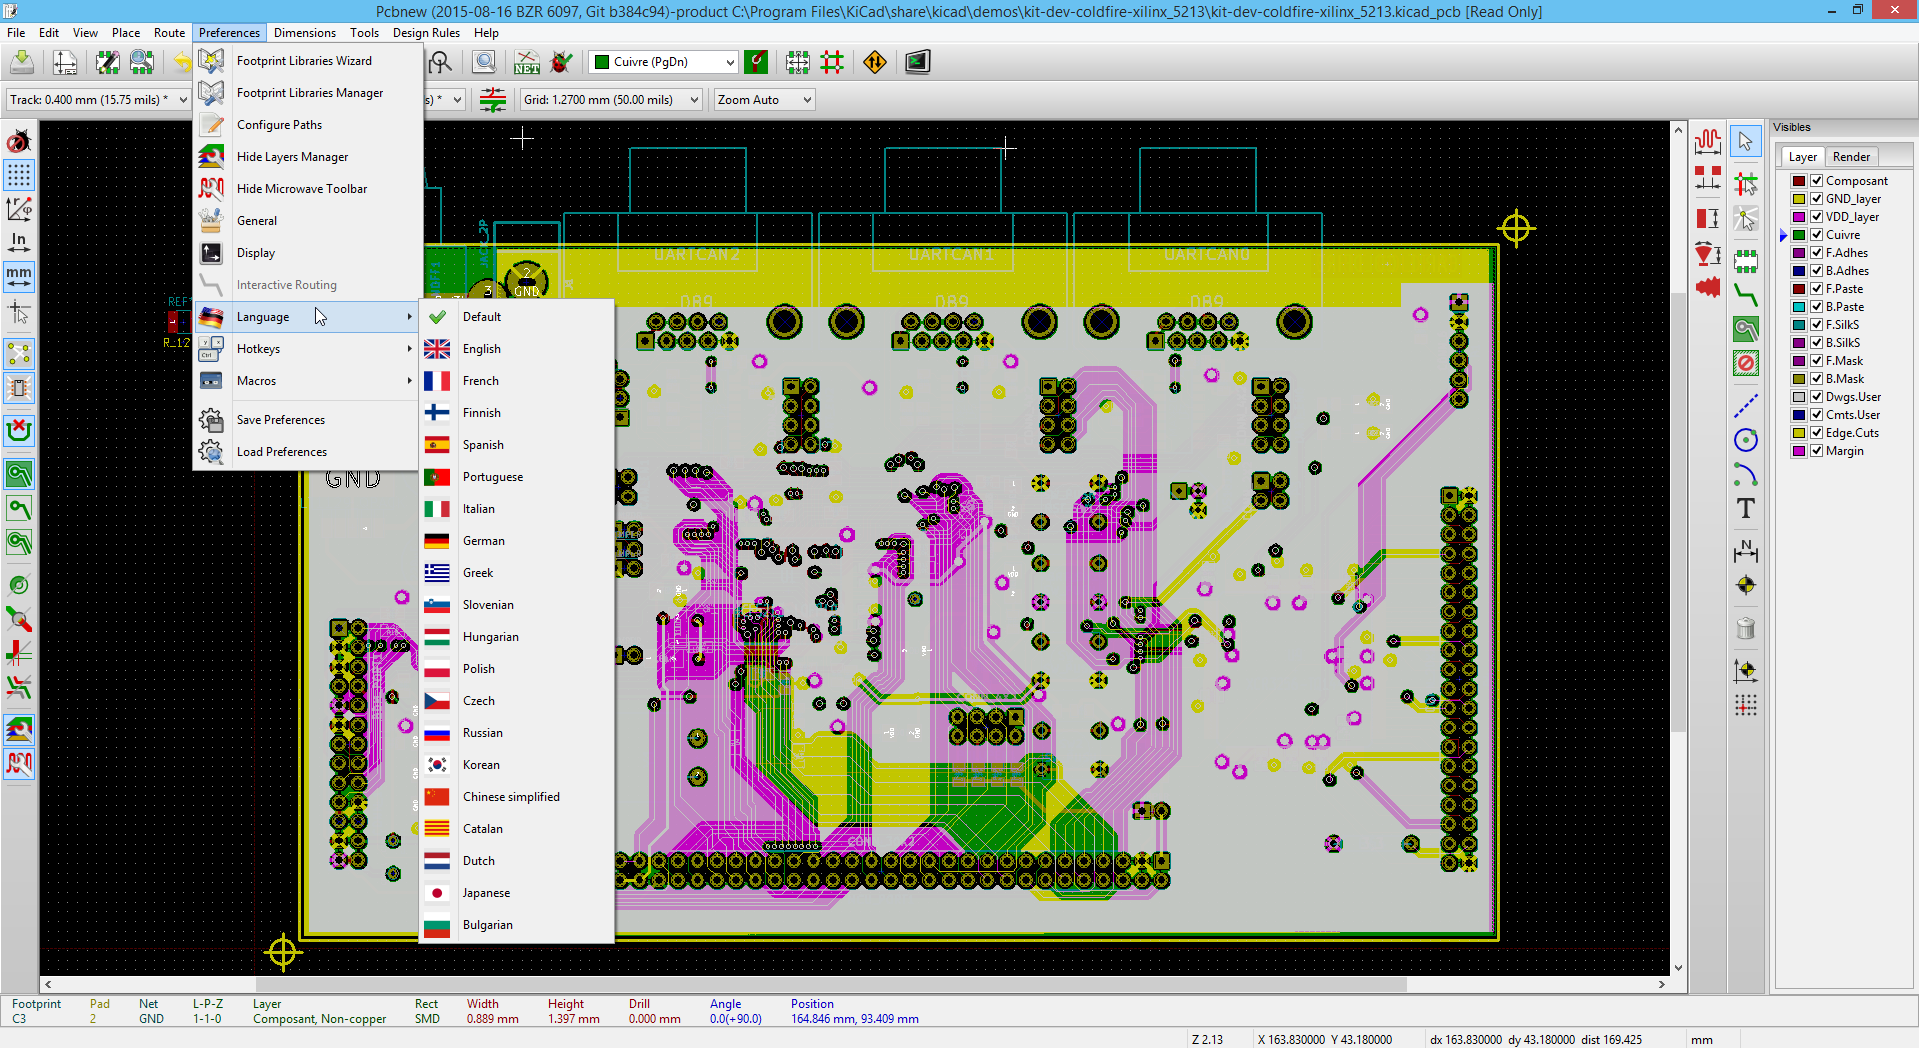 Pcbnew (2015-08-16 BZR 6097, Git b384c94)-product C:\Program Files\KiCad\share\kicad\demos\kit-dev-coldfire-xilinx_5213\kit-dev-coldfire-xilinx_5213.kicad_pcb [Read Only]
File Edit View Place Route Preferences Dimensions Tools Design Rules Help
Cuivre (PgDn)
Track: 0.400 mm (15.75 mils) *
s) *
Grid: 1.2700 mm (50.00 mils)
Zoom Auto
Footprint Libraries Wizard
Footprint Libraries Manager
Configure Paths
Hide Layers Manager
Hide Microwave Toolbar
General
Display
Interactive Routing
Language
Hotkeys
Macros
Save Preferences
Load Preferences
Default
English
French
Finnish
Spanish
Portuguese
Italian
German
Greek
Slovenian
Hungarian
Polish
Czech
Russian
Korean
Chinese simplified
Catalan
Dutch
Japanese
Bulgarian
In
mm
NET
Ctrl
JACK_2P
UARTCAN2
UARTCAN1
UARTCAN0
DB9
DB9
DB9
2
GND
3
GND
T
N
Visibles
Layer Render
Composant
GND_layer
VDD_layer
Cuivre
F.Adhes
B.Adhes
F.Paste
B.Paste
F.SilkS
B.SilkS
F.Mask
B.Mask
Dwgs.User
Cmts.User
Edge.Cuts
Margin
Footprint Pad Net L-P-Z Layer Rect Width Height Drill Angle Position
C3 2 GND 1-1-0 Composant, Non-copper SMD 0.889 mm 1.397 mm 0.000 mm 0.0(+90.0) 164.846 mm, 93.409 mm
Z 2.13 X 163.830000 Y 43.180000 dx 163.830000 dy 43.180000 dist 169.425 mm